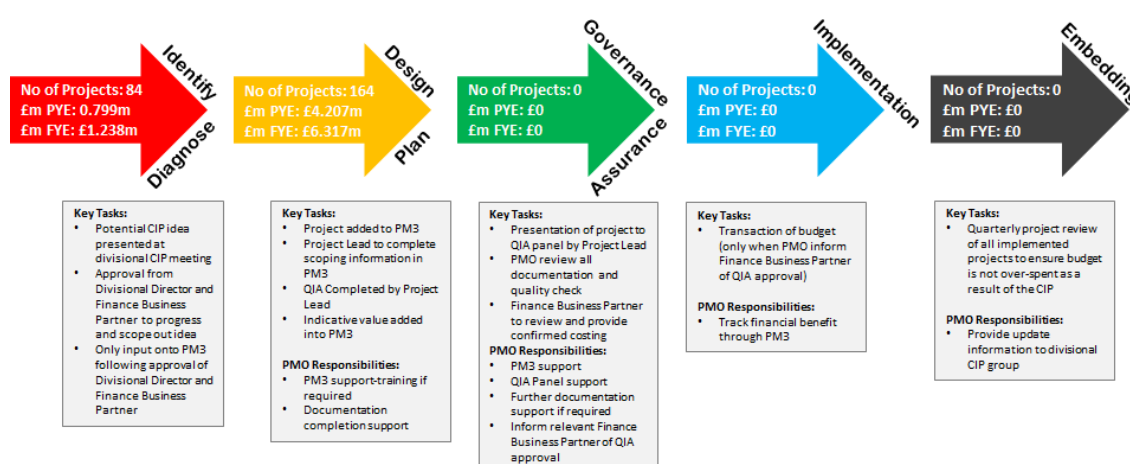 Identify
Diagnose
No of Projects: 84
£m PYE: 0.799m
£m FYE: £1.238m
Design
Plan
No of Projects: 164
£m PYE: £4.207m
£m FYE: £6.317m
Governance
Assurance
No of Projects: 0
£m PYE: £0
£m FYE: £0
Implementation
No of Projects: 0
£m PYE: £0
£m FYE: £0
Embedding
No of Projects: 0
£m PYE: £0
£m FYE: £0
Key Tasks:
• Potential CIP idea
presented at
divisional CIP meeting
• Approval from
Divisional Director and
Finance Business
Partner to progress
and scope out idea
• Only input onto PM3
following approval of
Divisional Director and
Finance Business
Partner
Key Tasks:
• Project added to PM3
• Project Lead to complete
scoping information in
PM3
• QIA Completed by Project
Lead
• Indicative value added
into PM3
PMO Responsibilities:
• PM3 support-training if
required
• Documentation
completion support
Key Tasks:
• Presentation of project to
QIA panel by Project Lead
• PMO review all
documentation and
quality check
• Finance Business Partner
to review and provide
confirmed costing
PMO Responsibilities:
• PM3 support
• QIA Panel support
• Further documentation
support if required
• Inform relevant Finance
Business Partner of QIA
approval
Key Tasks:
• Transaction of budget
(only when PMO inform
Finance Business Partner
of QIA approval)
PMO Responsibilities:
• Track financial benefit
through PM3
Key Tasks:
• Quarterly project review
of all implemented
projects to ensure budget
is not over-spent as a
result of the CIP
PMO Responsibilities:
• Provide update
information to divisional
CIP group